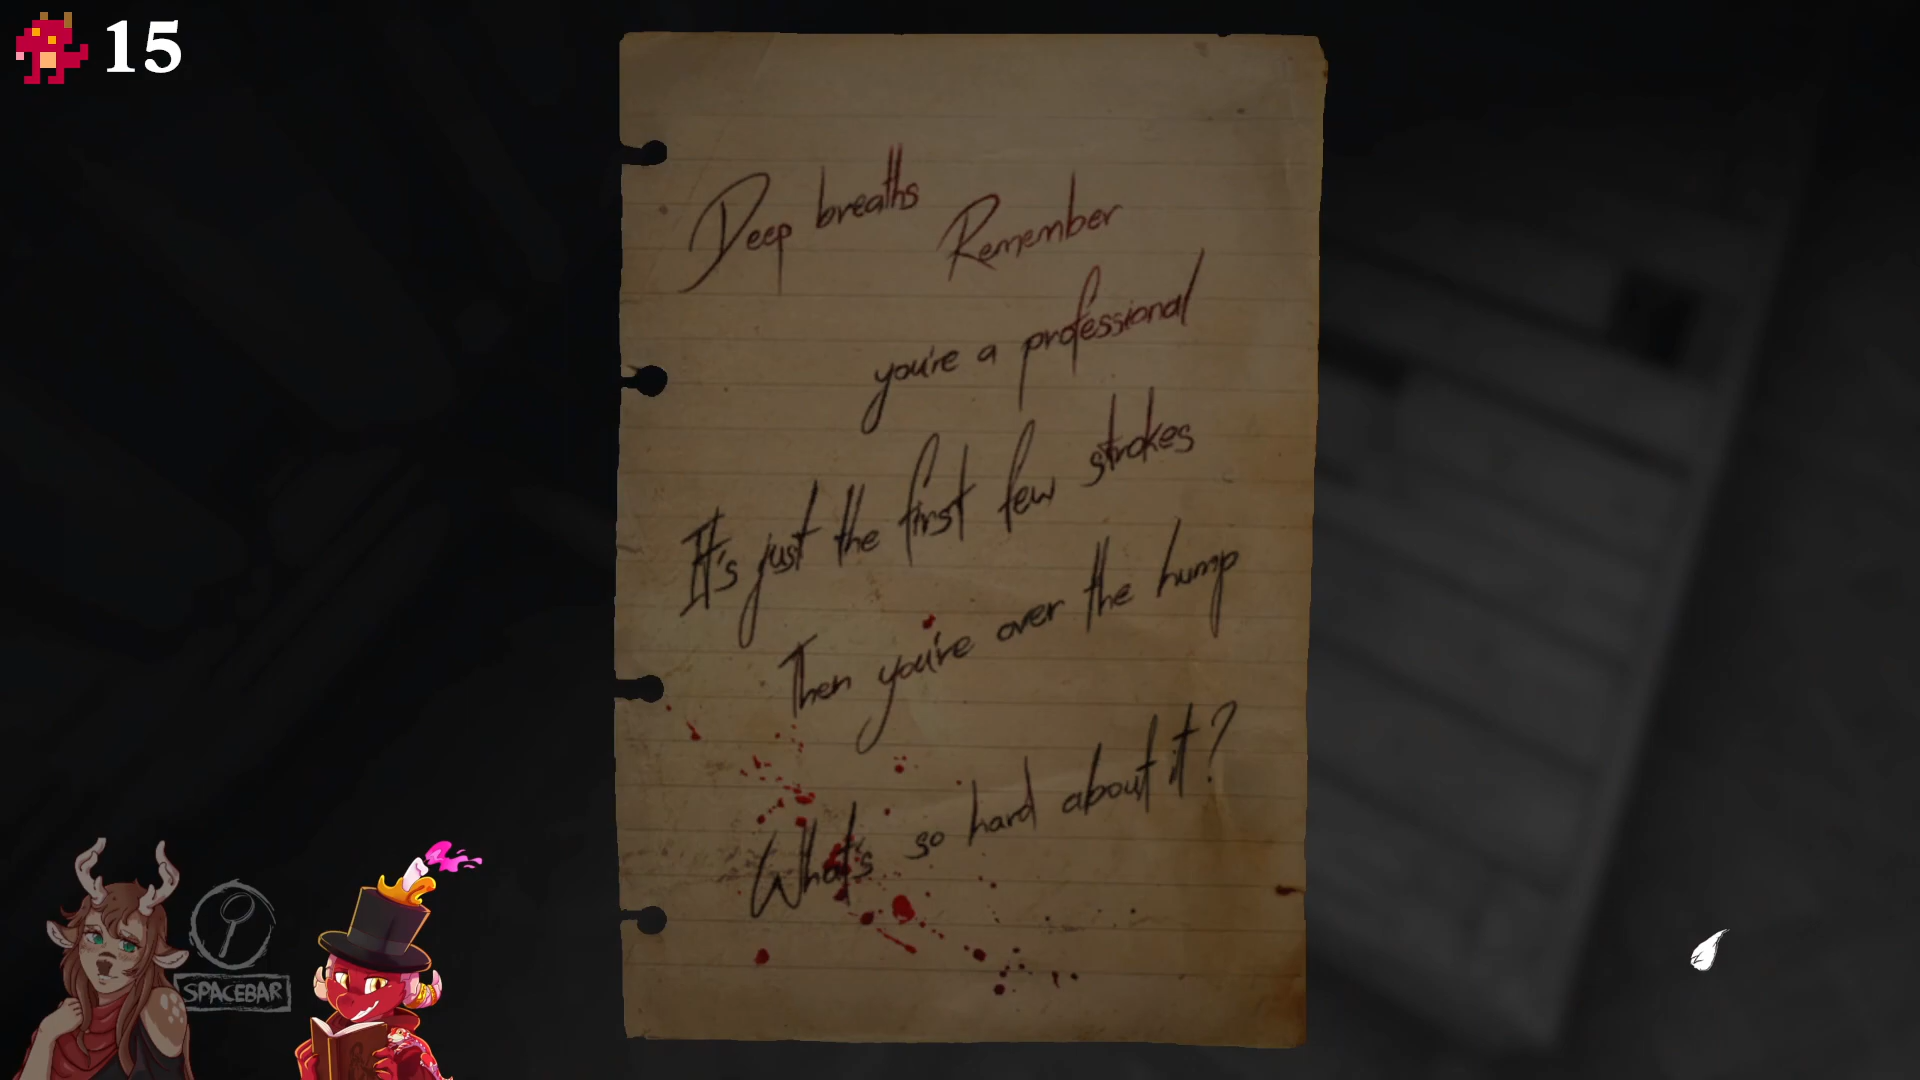 15
Deep breaths
Remember
you're a professional
It's just the first few strokes
Then you're over the hump
What's so hard about it?
SPACEBAR